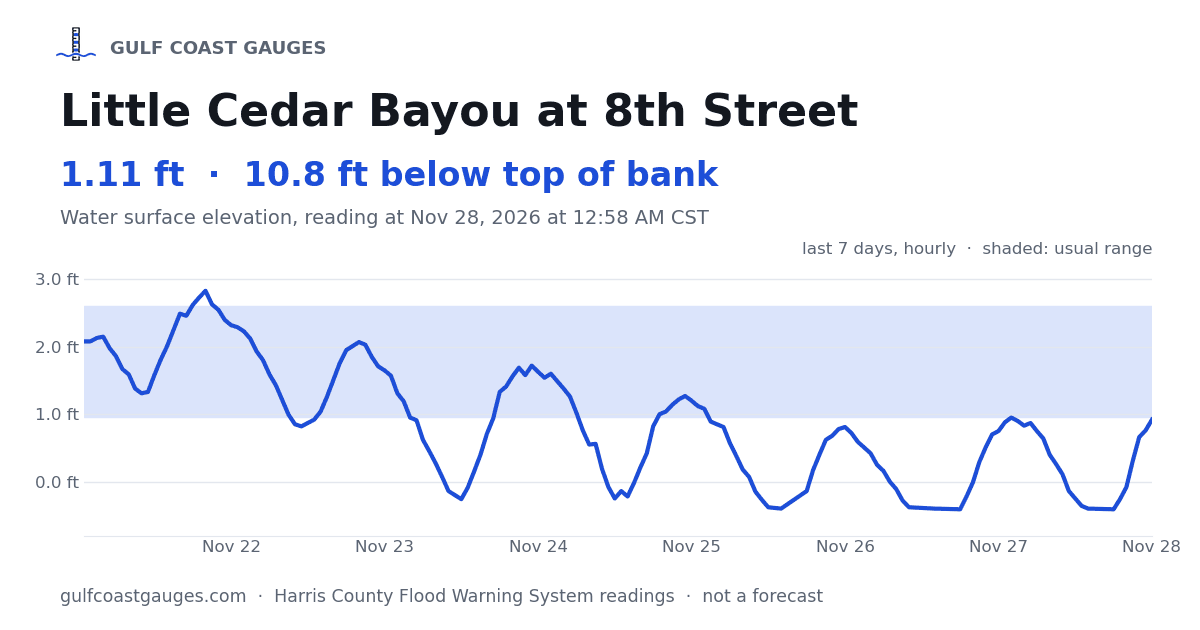 GULF COAST GAUGES
Little Cedar Bayou at 8th Street
1.11 ft · 10.8 ft below top of bank
Water surface elevation, reading at Nov 28, 2026 at 12:58 AM CST
last 7 days, hourly · shaded: usual range
3.0 ft
2.0 ft
1.0 ft
0.0 ft
Nov 22 Nov 23 Nov 24 Nov 25 Nov 26 Nov 27 Nov 28
gulfcoastgauges.com · Harris County Flood Warning System readings · not a forecast